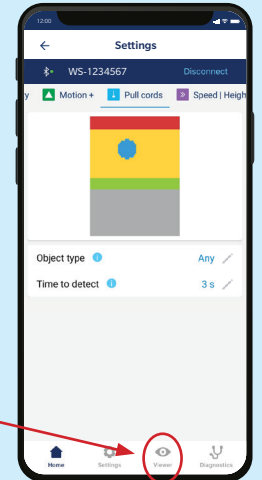 12:00
Settings
WS-1234567 Disconnect
y Motion + Pull cords Speed | Heigh
Object type Any
Time to detect 3 s
Home Settings Viewer Diagnostics